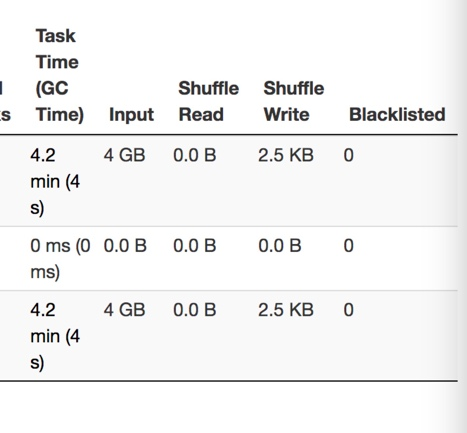 Task
Time
(GC Shuffle Shuffle
s Time) Input Read Write Blacklisted
4.2 4 GB 0.0 B 2.5 KB 0
min (4
s)
0 ms (0 0.0 B 0.0 B 0.0 B 0
ms)
4.2 4 GB 0.0 B 2.5 KB 0
min (4
s)